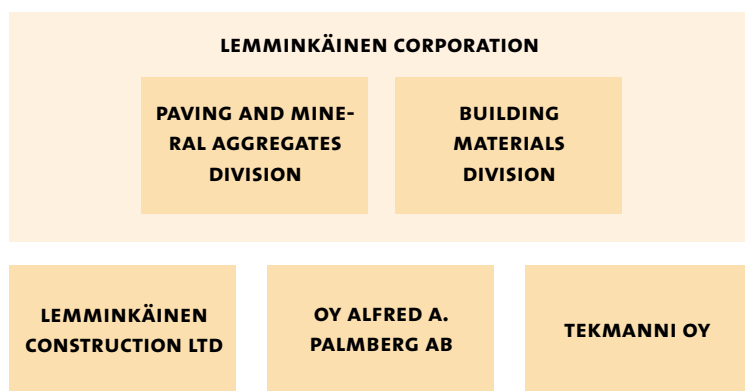 LEMMINKÄINEN CORPORATION
PAVING AND MINE-
RAL AGGREGATES
DIVISION
BUILDING
MATERIALS
DIVISION
LEMMINKÄINEN
CONSTRUCTION LTD
OY ALFRED A.
PALMBERG AB
TEKMANNI OY